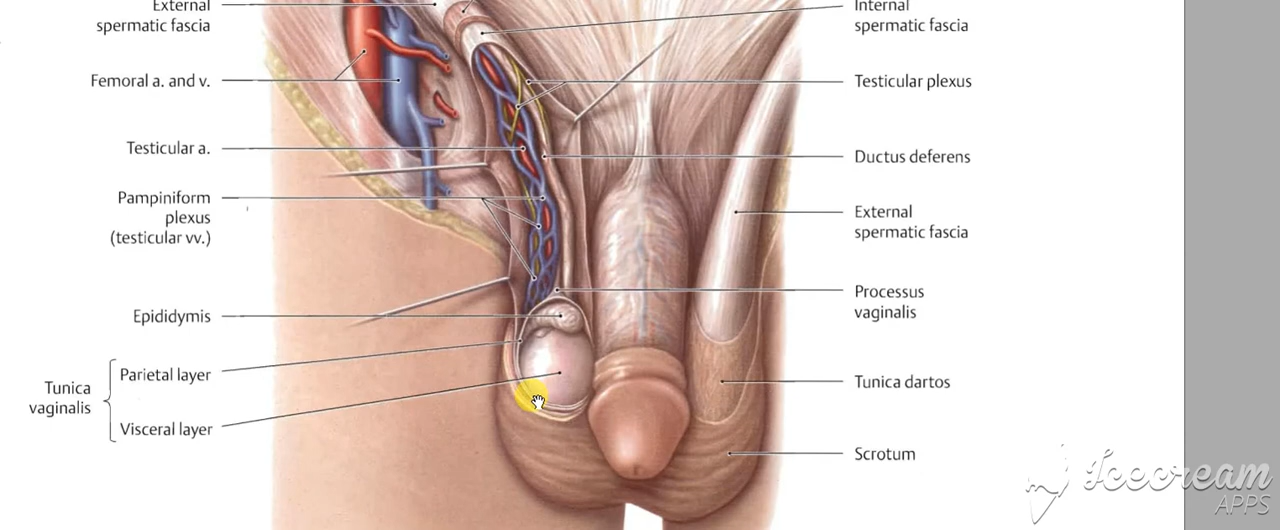 External
spermatic fascia
Femoral a. and v.
Testicular a.
Pampiniform
plexus
(testicular vv.)
Epididymis
Tunica
vaginalis
Parietal layer
Visceral layer
Internal
spermatic fascia
Testicular plexus
Ductus deferens
External
spermatic fascia
Processus
vaginalis
Tunica dartos
Scrotum
Icecream
APPS